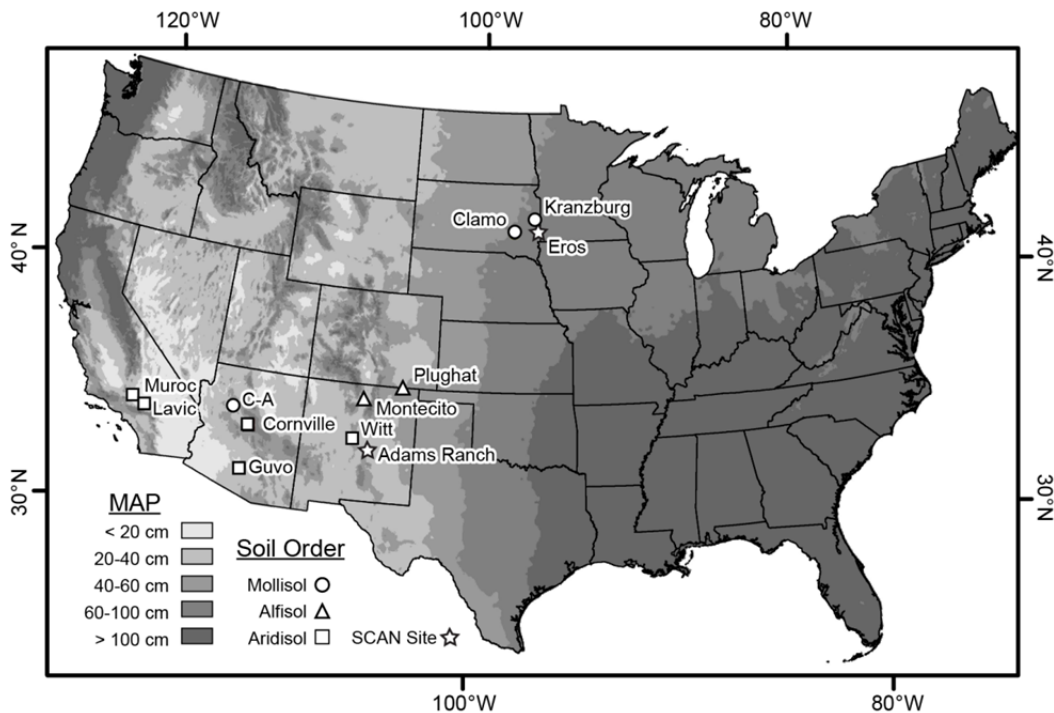 120°W 100°W 80°W
40°N
40°N
Kranzburg
Clamo
Eros
Plughat
Muroc
C-A
Montecito
Lavic
Cornville
Witt
Guvo
Adams Ranch
30°N
30°N
MAP
< 20 cm
20-40 cm
40-60 cm
60-100 cm
> 100 cm
Soil Order
Mollisol
Alfisol
Aridisol
SCAN Site
100°W 80°W